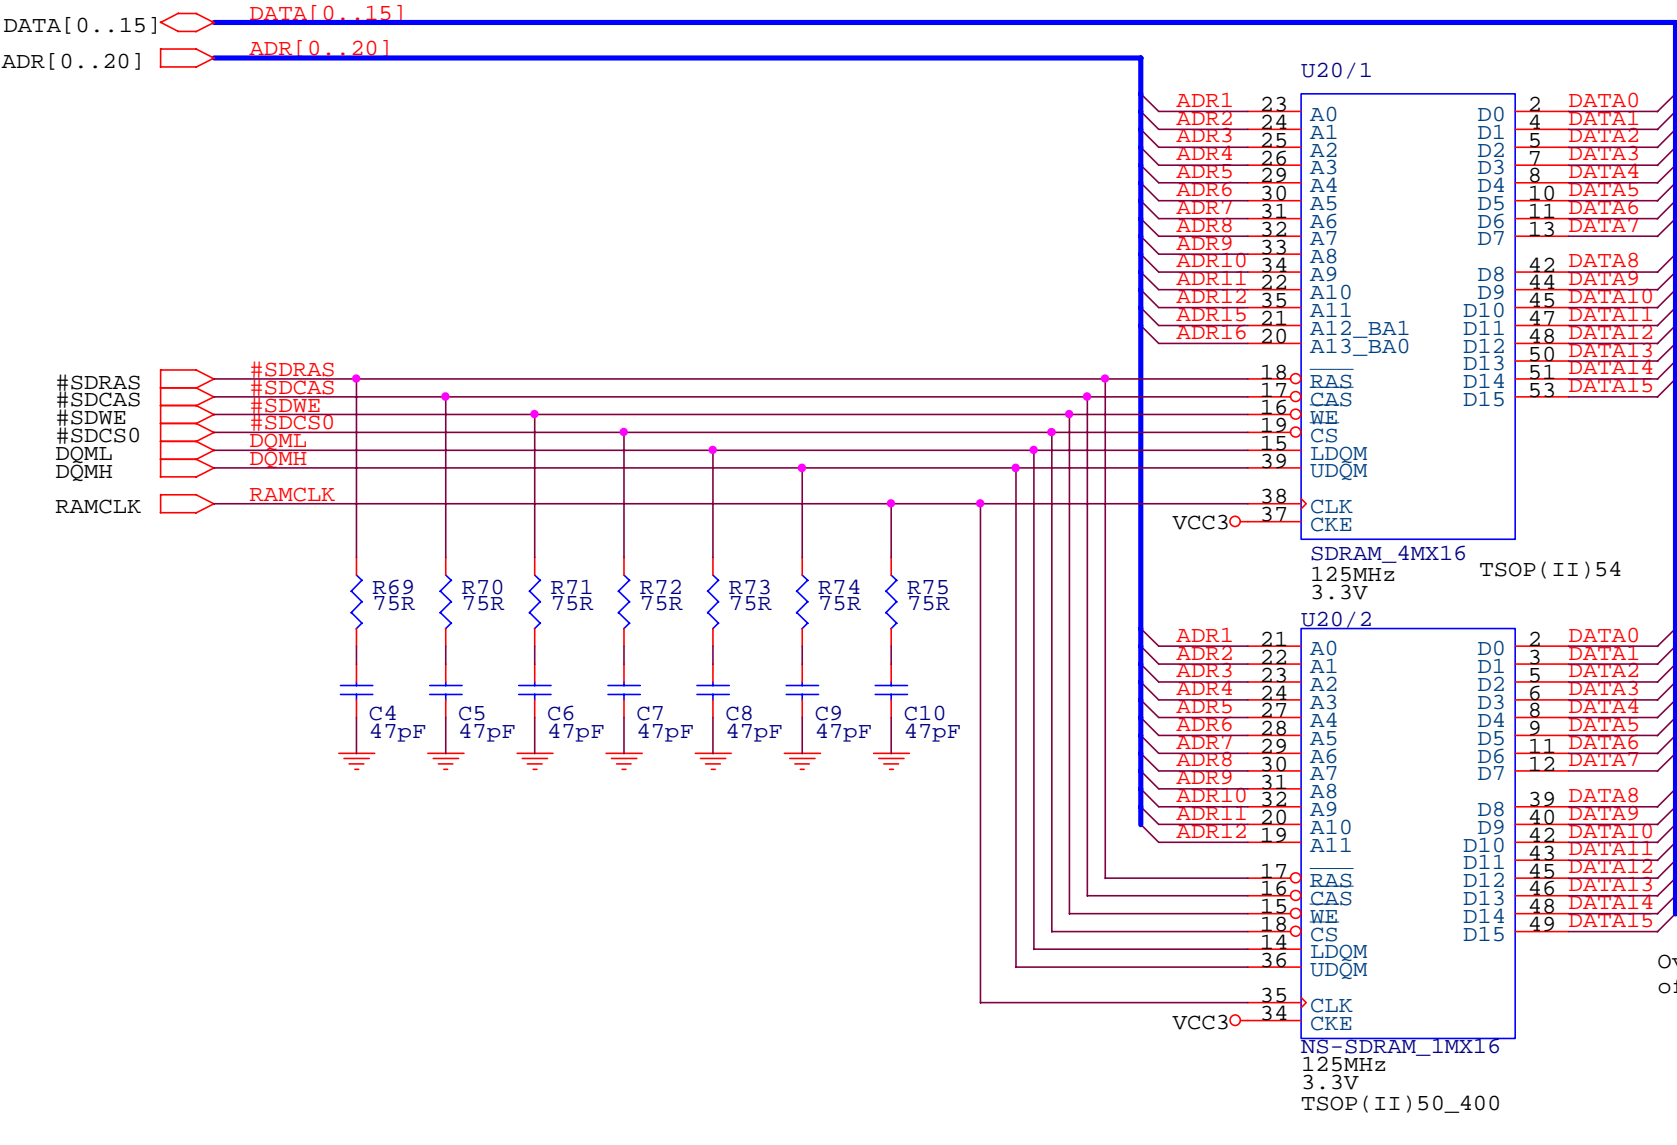 DATA[0..15] DATA[0..15]
ADR[0..20] ADR[0..20]
U20/1
ADR1 23 A0 D0 2 DATA0
ADR2 24 A1 D1 4 DATA1
ADR3 25 A2 D2 5 DATA2
ADR4 26 A3 D3 7 DATA3
ADR5 29 A4 D4 8 DATA4
ADR6 30 A5 D5 10 DATA5
ADR7 31 A6 D6 11 DATA6
ADR8 32 A7 D7 13 DATA7
ADR9 33 A8
ADR10 34 A9 D8 42 DATA8
ADR11 22 A10 D9 44 DATA9
ADR12 35 A11 D10 45 DATA10
ADR15 21 A12_BA1 D11 47 DATA11
ADR16 20 A13_BA0 D12 48 DATA12
D13 50 DATA13
#SDRAS #SDRAS 18 RAS D14 51 DATA14
#SDCAS #SDCAS 17 CAS D15 53 DATA15
#SDWE #SDWE 16 WE
#SDCS0 #SDCS0 19 CS
DQML DQML 15 LDQM
DQMH DQMH 39 UDQM
RAMCLK RAMCLK 38 CLK
VCC3 37 CKE
SDRAM_4MX16
125MHz TSOP(II)54
3.3V
R69 R70 R71 R72 R73 R74 R75
75R 75R 75R 75R 75R 75R 75R
C4 C5 C6 C7 C8 C9 C10
47pF 47pF 47pF 47pF 47pF 47pF 47pF
U20/2
ADR1 21 A0 D0 2 DATA0
ADR2 22 A1 D1 3 DATA1
ADR3 23 A2 D2 5 DATA2
ADR4 24 A3 D3 6 DATA3
ADR5 27 A4 D4 8 DATA4
ADR6 28 A5 D5 9 DATA5
ADR7 29 A6 D6 11 DATA6
ADR8 30 A7 D7 12 DATA7
ADR9 31 A8
ADR10 32 A9 D8 39 DATA8
ADR11 20 A10 D9 40 DATA9
ADR12 19 A11 D10 42 DATA10
D11 43 DATA11
17 RAS D12 45 DATA12
16 CAS D13 46 DATA13
15 WE D14 48 DATA14
18 CS D15 49 DATA15
14 LDQM
36 UDQM
35 CLK
VCC3 34 CKE
NS-SDRAM_1MX16
125MHz
3.3V
TSOP(II)50_400